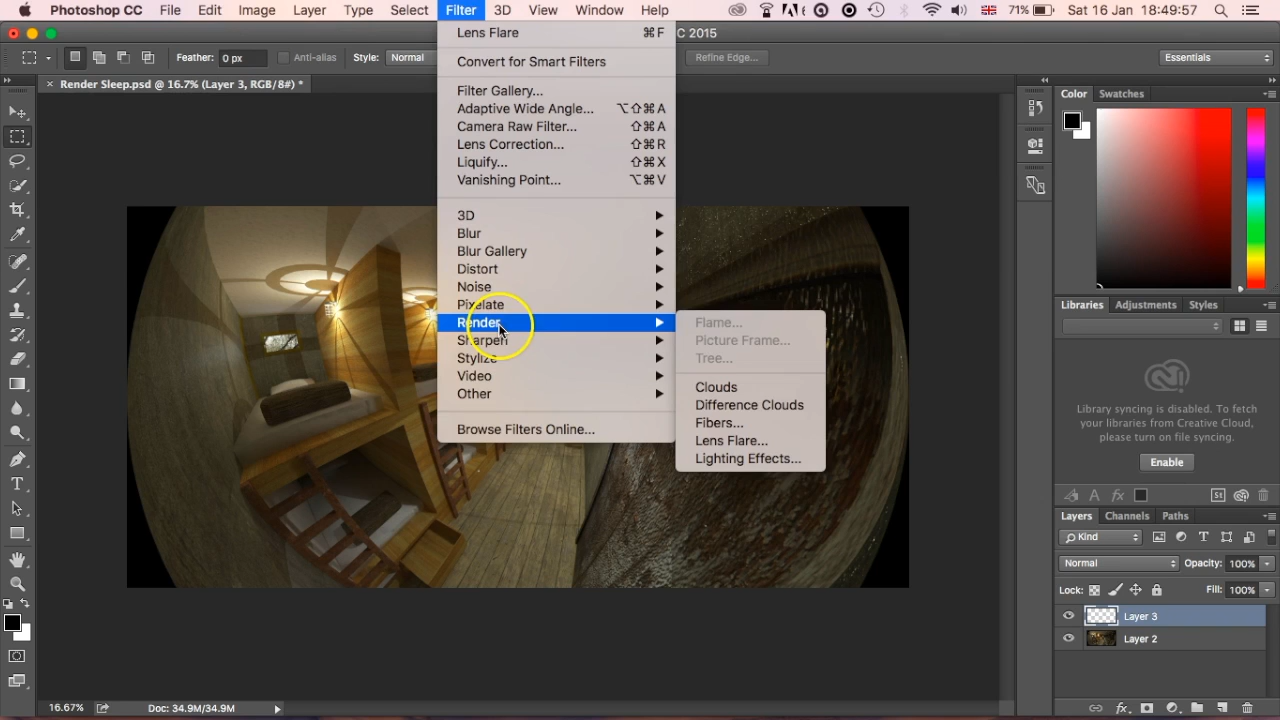 Photoshop CC File Edit Image Layer Type Select Filter 3D View Window Help 71% Sat 16 Jan 18:49:57
CC 2015
Feather: 0 px Anti-alias Style: Normal Refine Edge... Essentials
× Render Sleep.psd @ 16.7% (Layer 3, RGB/8#) *
Lens Flare ⌘F
Convert for Smart Filters
Filter Gallery...
Adaptive Wide Angle... ⌥⇧⌘A
Camera Raw Filter... ⇧⌘A
Lens Correction... ⇧⌘R
Liquify... ⇧⌘X
Vanishing Point... ⌥⌘V
3D
Blur
Blur Gallery
Distort
Noise
Pixelate
Render
Sharpen
Stylize
Video
Other
Browse Filters Online...
Flame...
Picture Frame...
Tree...
Clouds
Difference Clouds
Fibers...
Lens Flare...
Lighting Effects...
Color Swatches
Libraries Adjustments Styles
Library syncing is disabled. To fetch
your libraries from Creative Cloud,
please turn on file syncing.
Enable
St
Layers Channels Paths
Kind
Normal Opacity: 100%
Lock: Fill: 100%
Layer 3
Layer 2
fx
16.67% Doc: 34.9M/34.9M